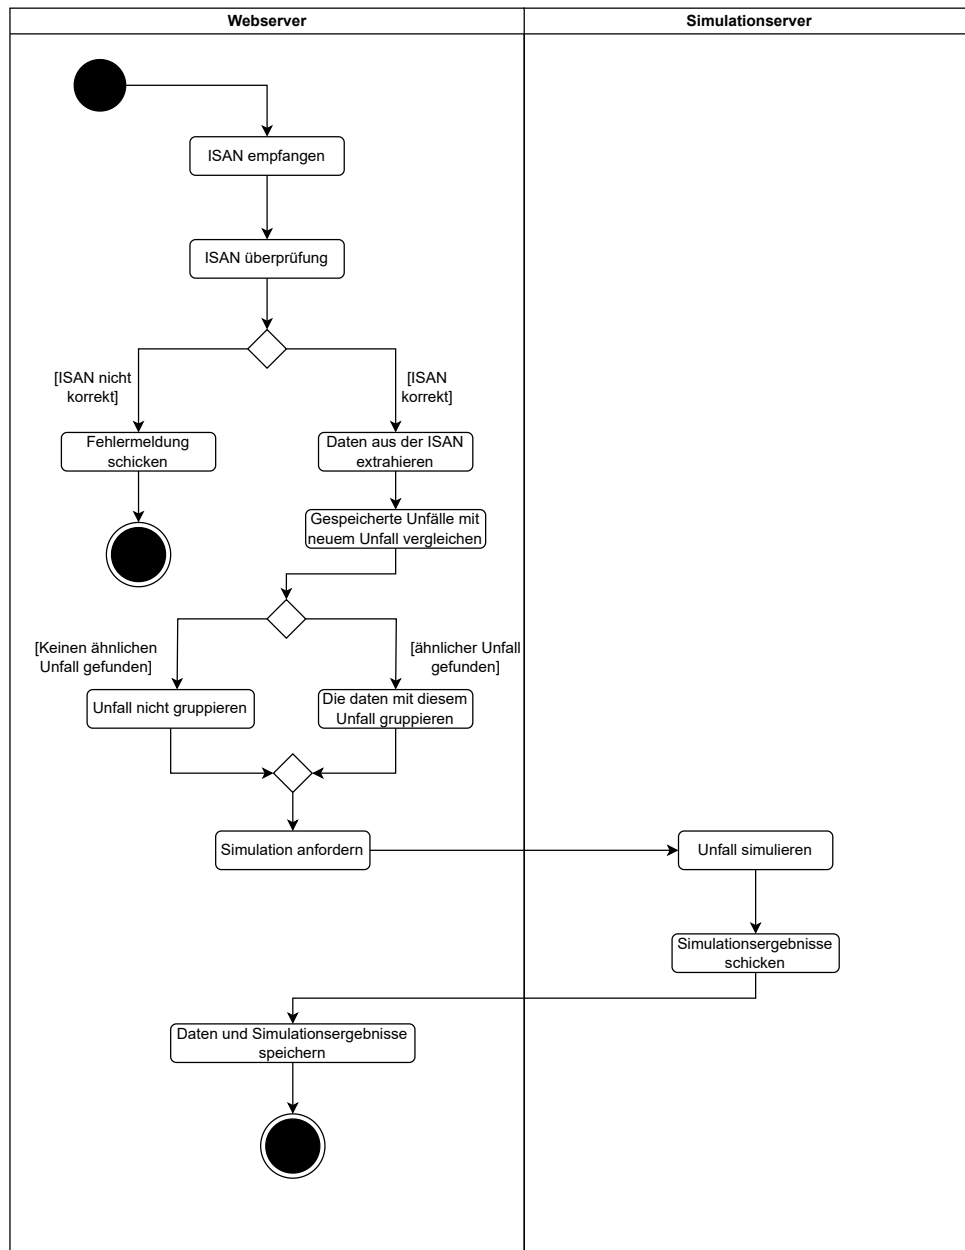 Webserver
Simulationserver
ISAN empfangen
ISAN überprüfung
[ISAN nicht
korrekt]
[ISAN
korrekt]
Fehlermeldung
schicken
Daten aus der ISAN
extrahieren
Gespeicherte Unfälle mit
neuem Unfall vergleichen
[Keinen ähnlichen
Unfall gefunden]
[ähnlicher Unfall
gefunden]
Unfall nicht gruppieren
Die daten mit diesem
Unfall gruppieren
Simulation anfordern
Unfall simulieren
Simulationsergebnisse
schicken
Daten und Simulationsergebnisse
speichern